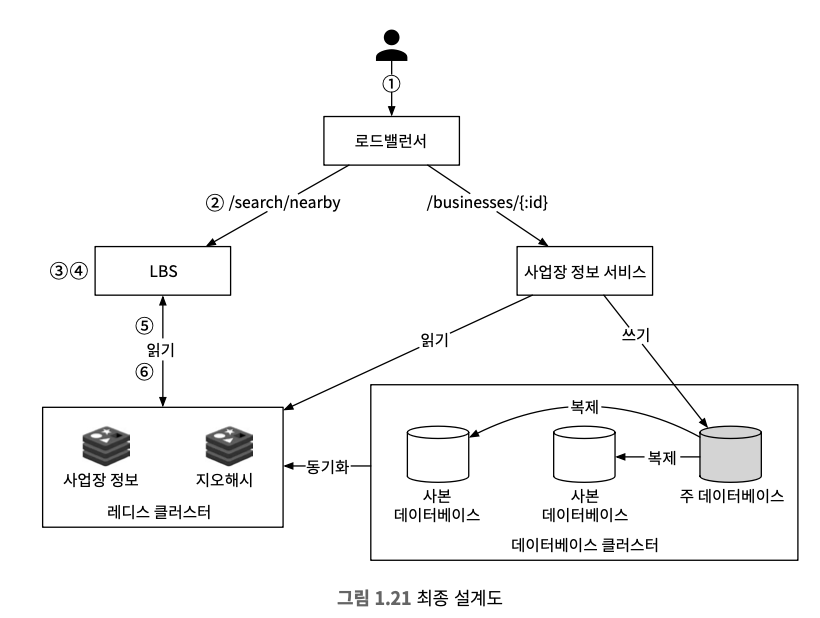 ①
로드밸런서
② /search/nearby
/businesses/{:id}
③④
LBS
사업장 정보 서비스
⑤
읽기
⑥
읽기
쓰기
사업장 정보
지오해시
레디스 클러스터
동기화
복제
복제
사본
데이터베이스
사본
데이터베이스
주 데이터베이스
데이터베이스 클러스터
그림 1.21 최종 설계도